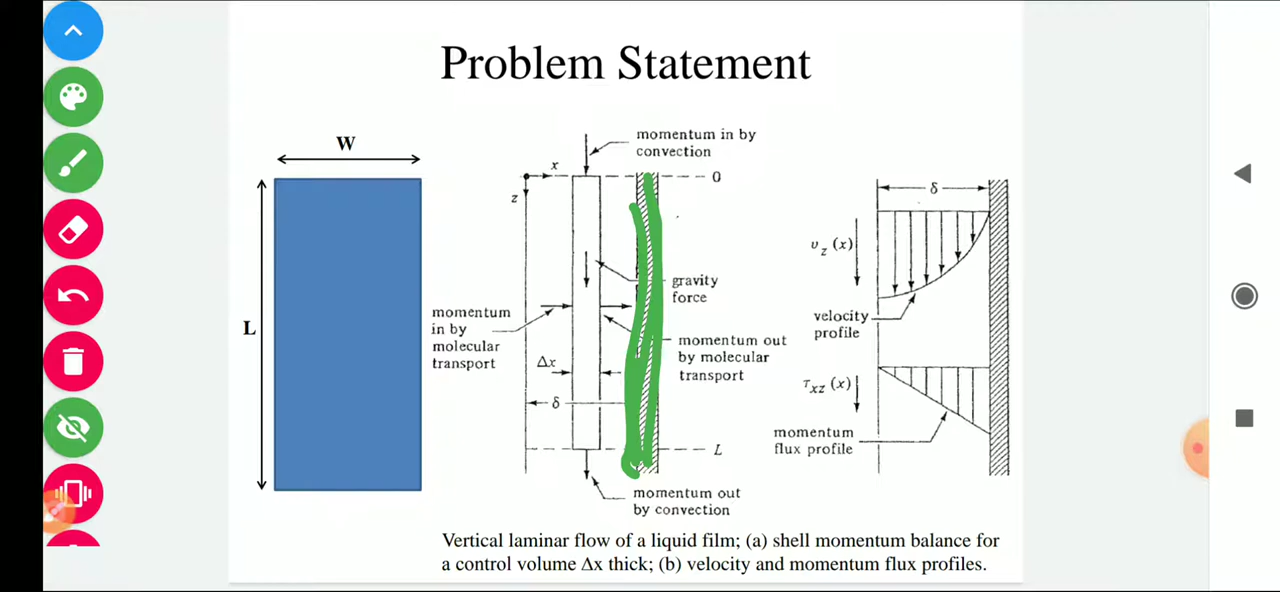 Problem Statement
W
L
momentum in by
convection
x
0
z
gravity
force
momentum
in by
molecular
transport
momentum out
by molecular
transport
Δx
δ
L
momentum out
by convection
δ
υz (x)
velocity
profile
τxz (x)
momentum
flux profile
Vertical laminar flow of a liquid film; (a) shell momentum balance for
a control volume Δx thick; (b) velocity and momentum flux profiles.